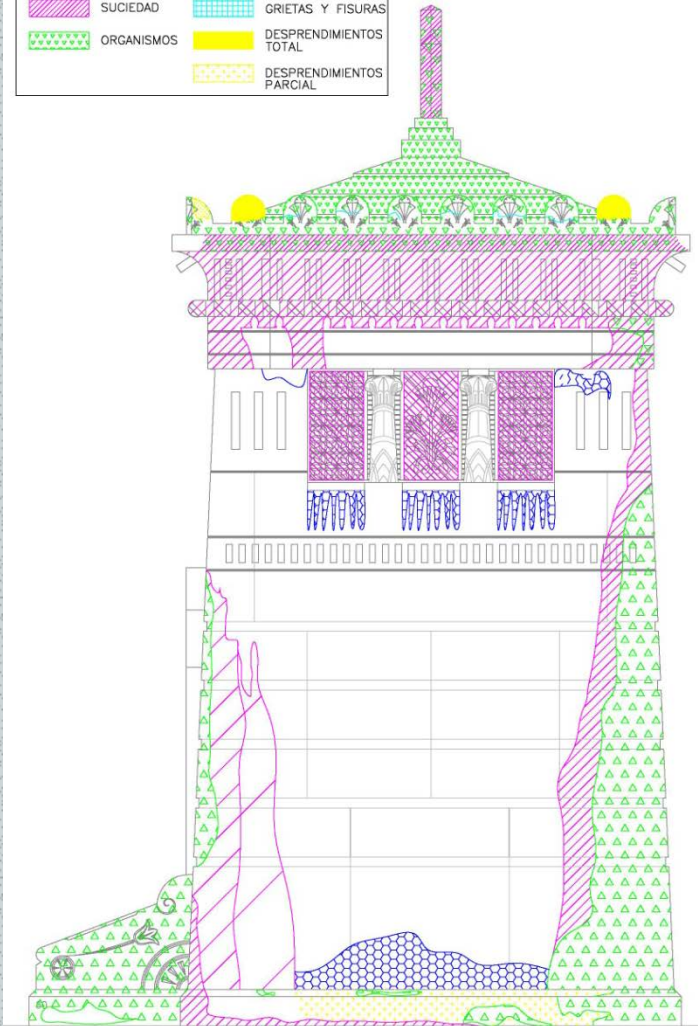 SUCIEDAD
GRIETAS Y FISURAS
ORGANISMOS
DESPRENDIMIENTOS
TOTAL
DESPRENDIMIENTOS
PARCIAL